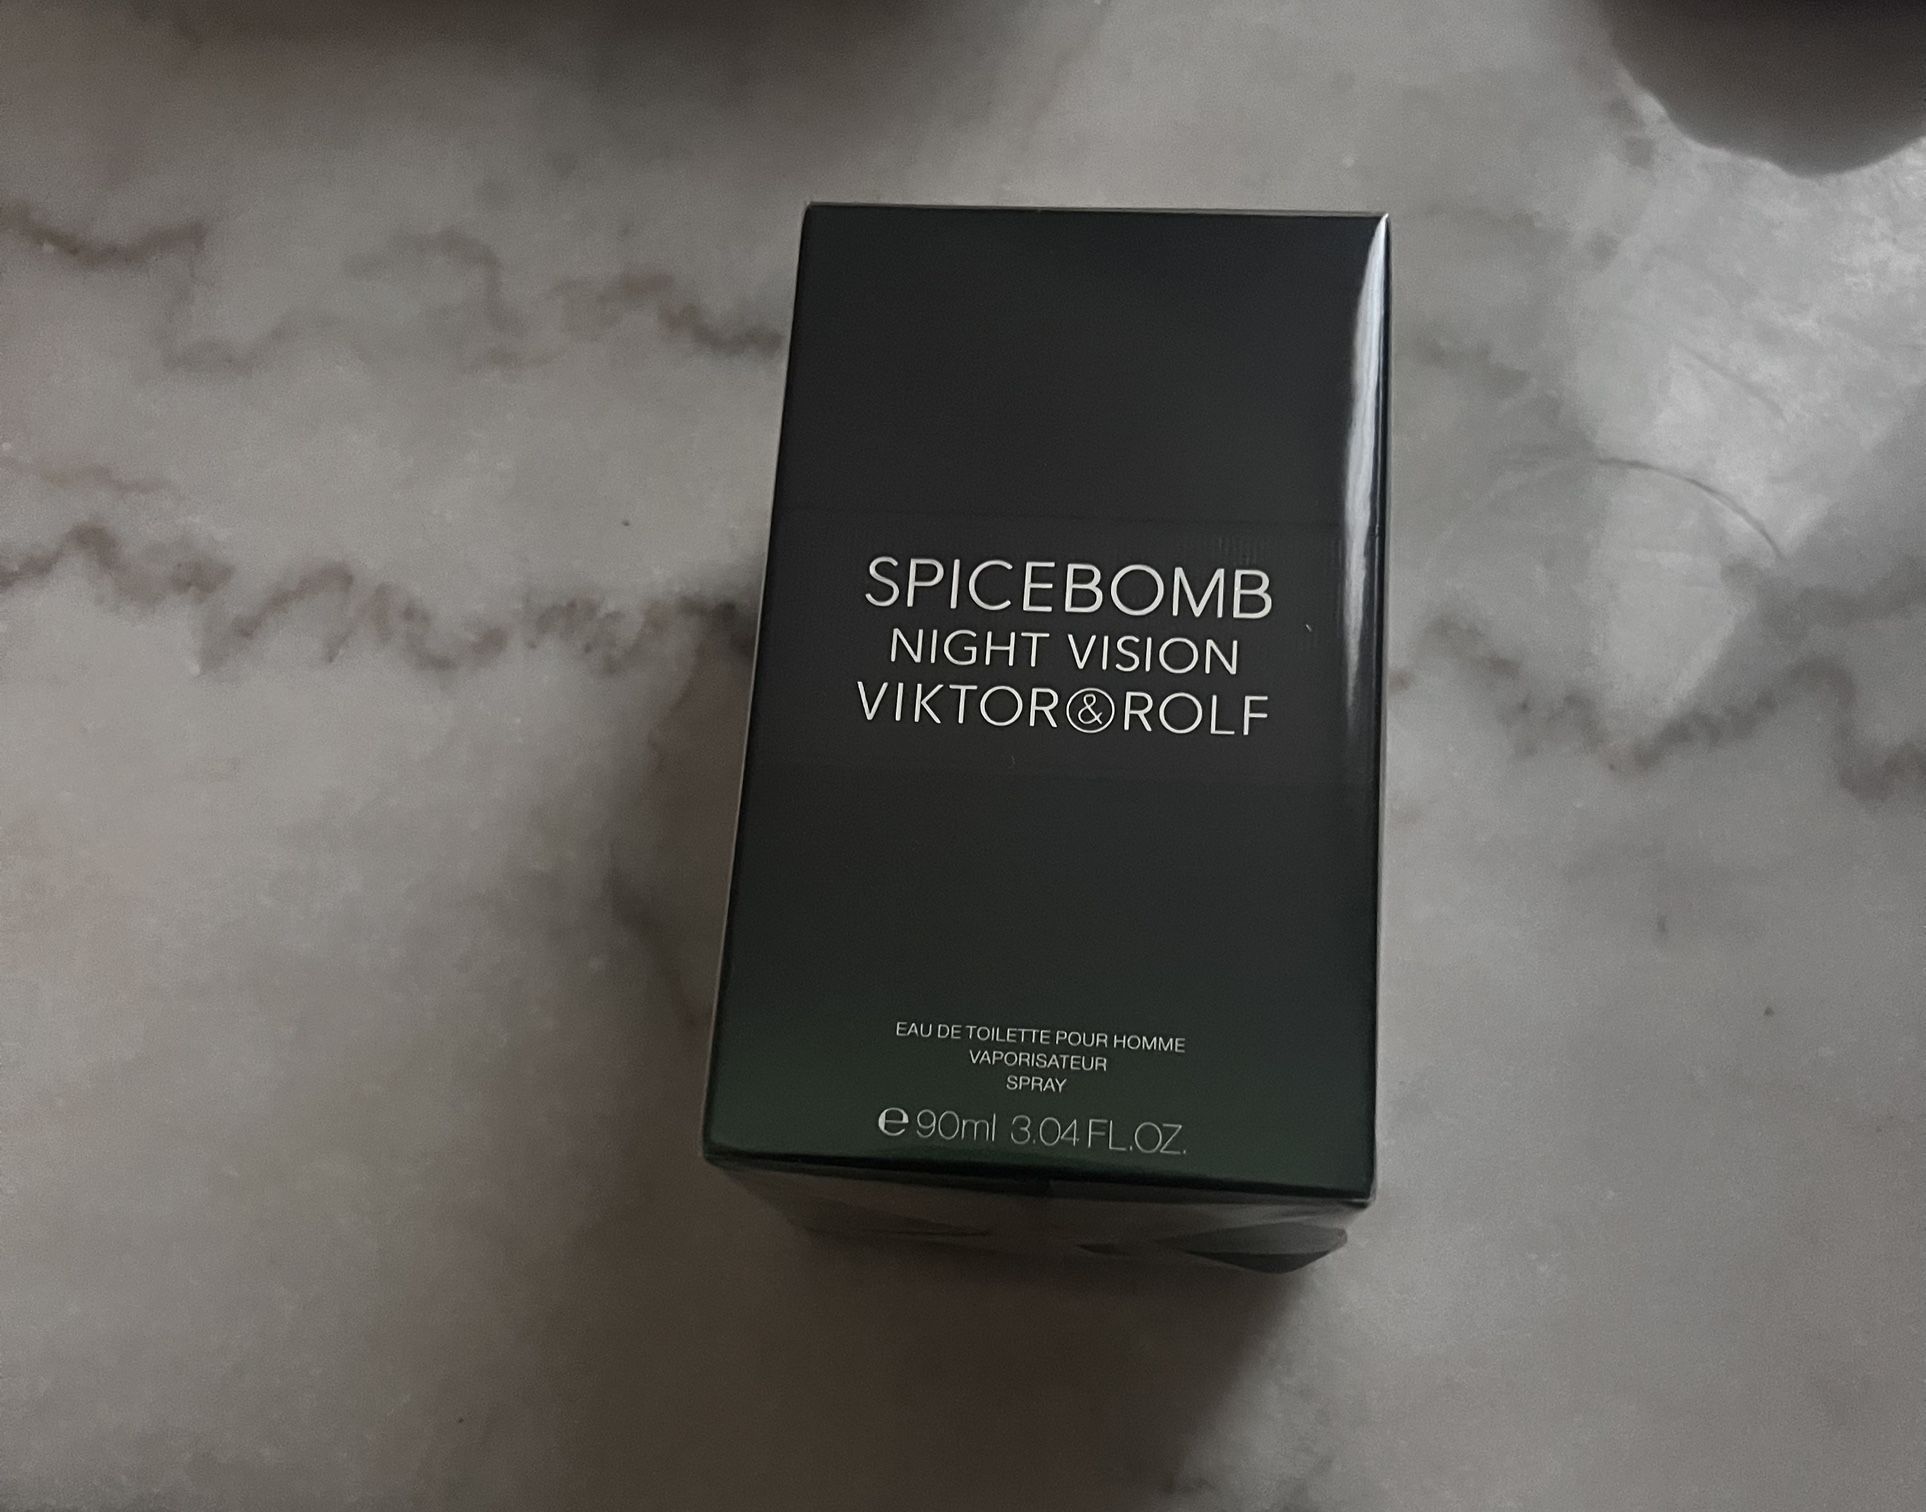 SPICEBOMB
NIGHT VISION
VIKTOR&ROLF
EAU DE TOILETTE POUR HOMME
VAPORISATEUR
SPRAY
℮ 90ml 3.04 FL.OZ.